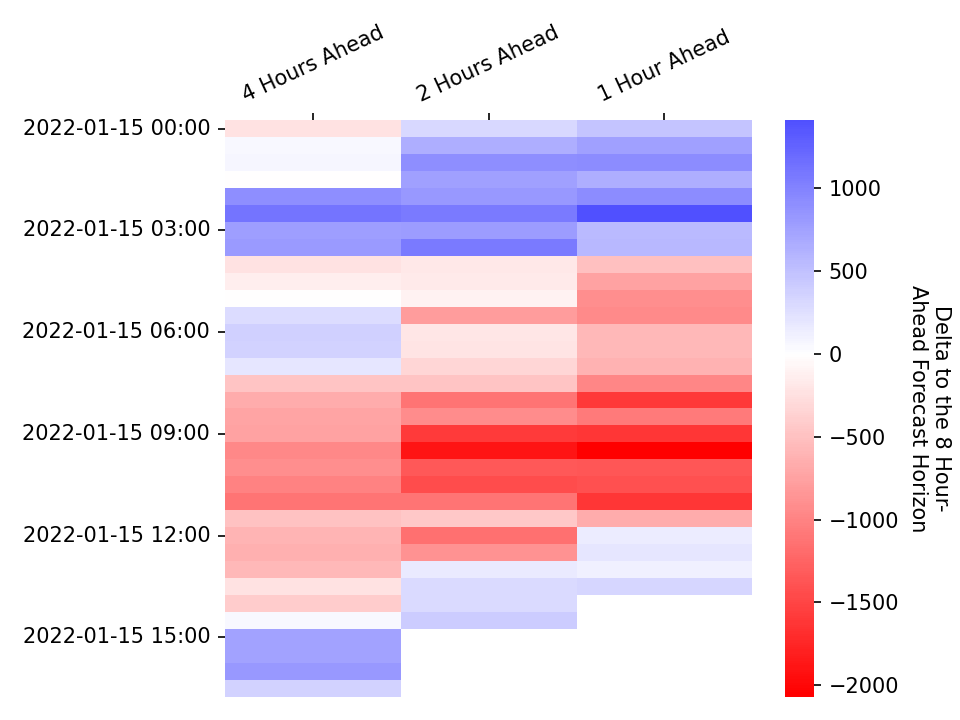 4 Hours Ahead
2 Hours Ahead
1 Hour Ahead
2022-01-15 00:00
2022-01-15 03:00
2022-01-15 06:00
2022-01-15 09:00
2022-01-15 12:00
2022-01-15 15:00
1000
500
0
−500
−1000
−1500
−2000
Delta to the 8 Hour-
Ahead Forecast Horizon